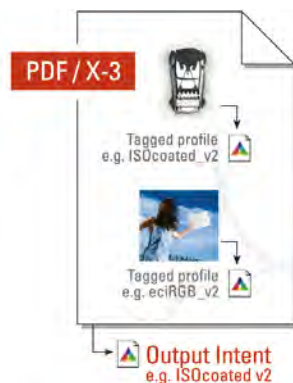 PDF/X-3
Tagged profile
e.g. ISOcoated_v2
Tagged profile
e.g. eciRGB_v2
Output Intent
e.g. ISOcoated v2